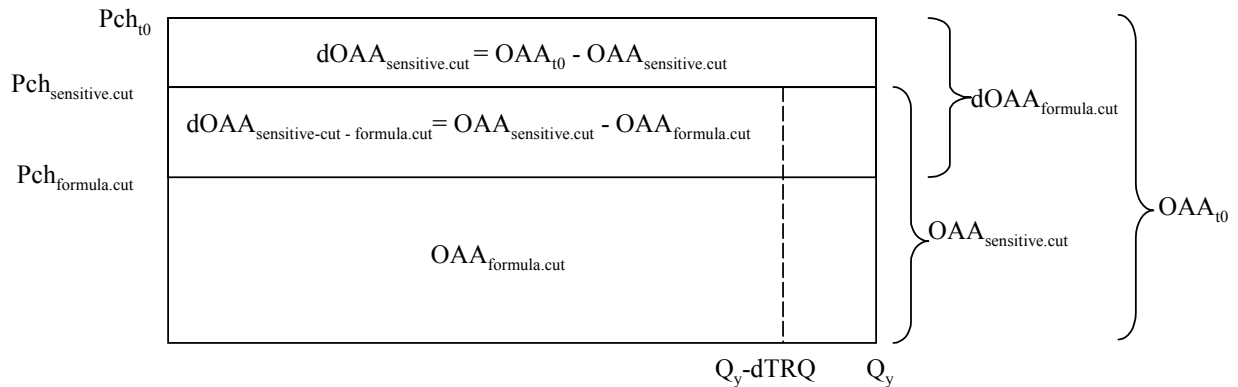 Pch_t0
dOAA_sensitive.cut = OAA_t0 - OAA_sensitive.cut
Pch_sensitive.cut
dOAA_formula.cut
dOAA_sensitive-cut - formula.cut = OAA_sensitive.cut - OAA_formula.cut
Pch_formula.cut
OAA_t0
OAA_sensitive.cut
OAA_formula.cut
Q_y-dTRQ
Q_y